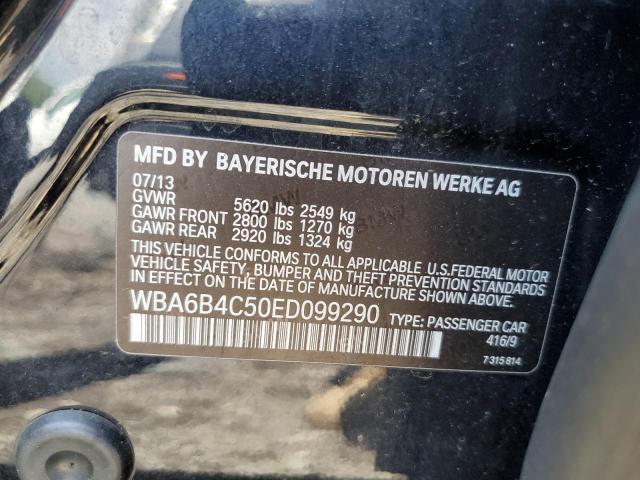 MFD BY BAYERISCHE MOTOREN WERKE AG
07/13
GVWR 5620 lbs 2549 kg
GAWR FRONT 2800 lbs 1270 kg
GAWR REAR 2920 lbs 1324 kg
THIS VEHICLE CONFORMS TO ALL APPLICABLE U.S.FEDERAL MOTOR
VEHICLE SAFETY, BUMPER AND THEFT PREVENTION STANDARDS
IN EFFECT ON THE DATE OF MANUFACTURE SHOWN ABOVE.
WBA6B4C50ED099290 TYPE: PASSENGER CAR
416/9
7 315 814